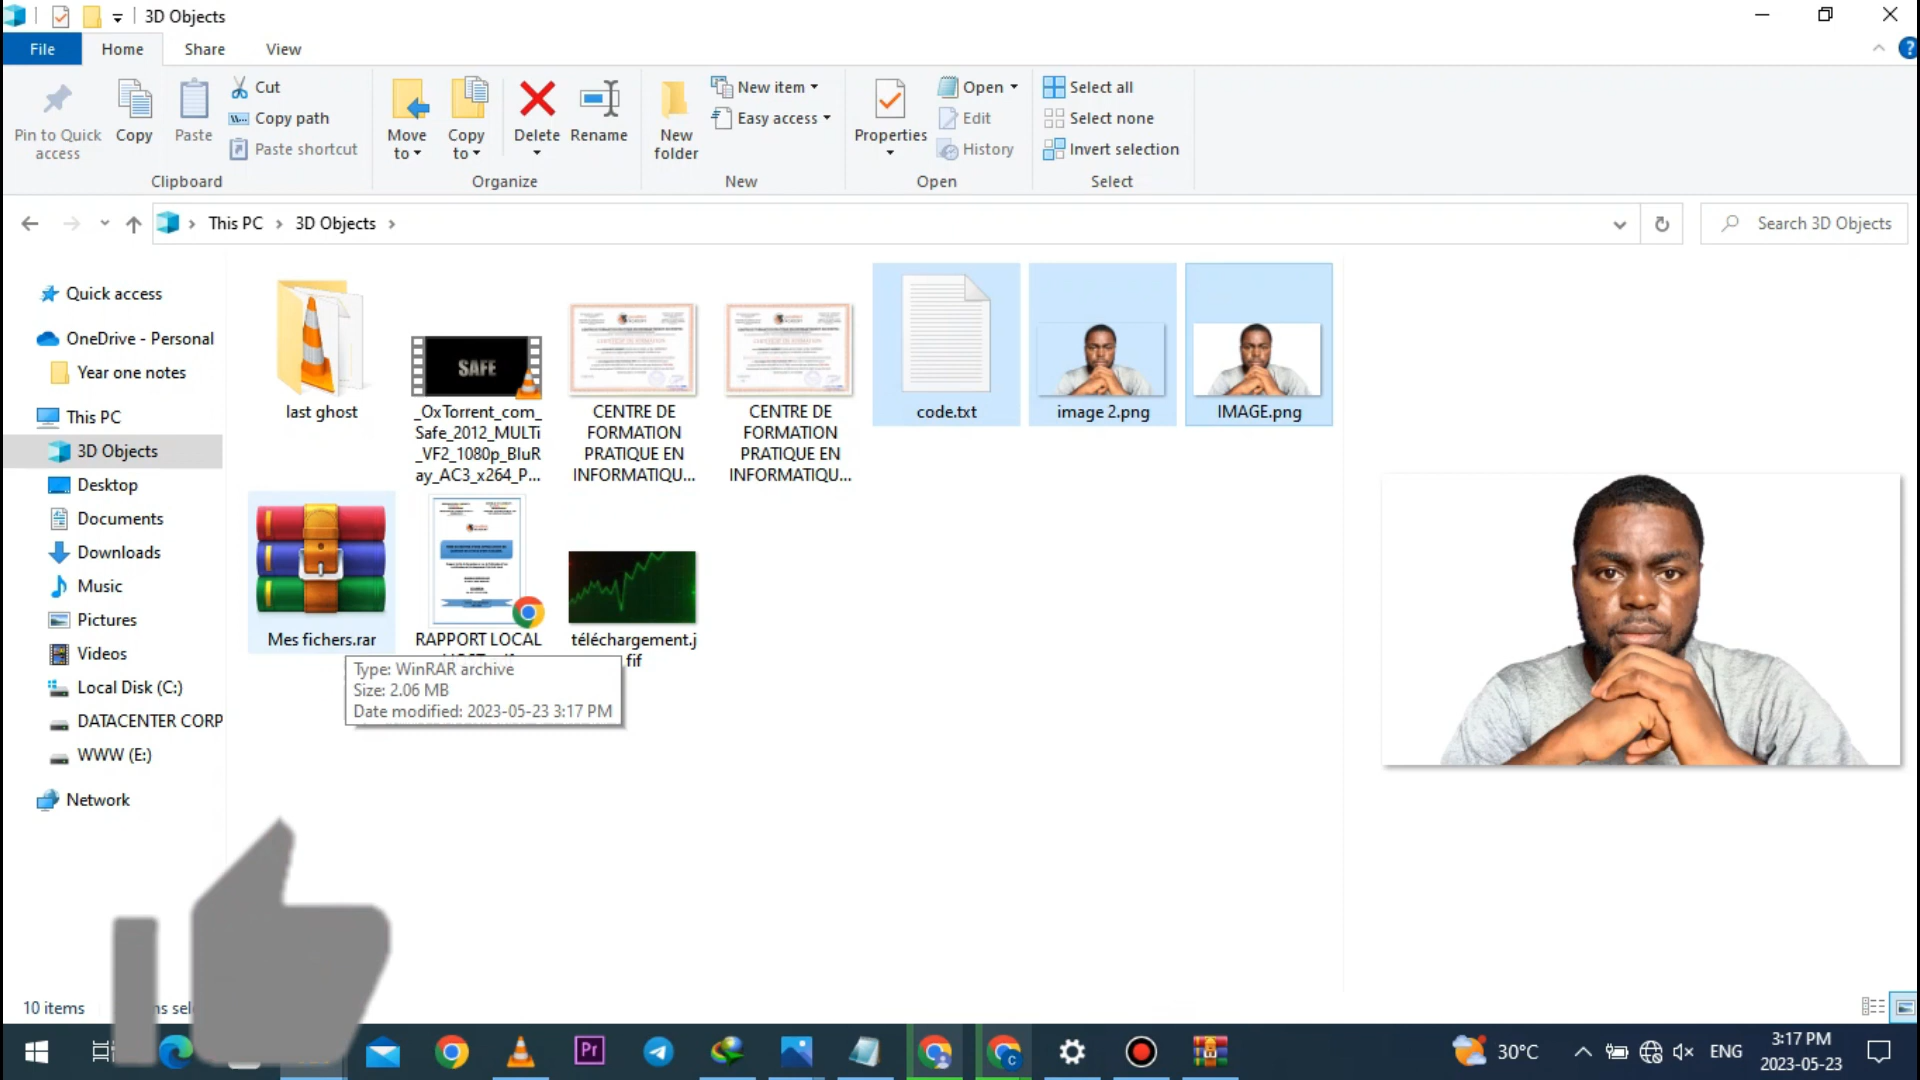 3D Objects
File
Home
Share
View
Pin to Quick
access
Copy
Paste
Cut
Copy path
Paste shortcut
Clipboard
Move
to
Copy
to
Delete
Rename
Organize
New
folder
New item
Easy access
New
Properties
Open
Edit
History
Open
Select all
Select none
Invert selection
Select
This PC
3D Objects
Search 3D Objects
Quick access
OneDrive - Personal
Year one notes
This PC
3D Objects
Desktop
Documents
Downloads
Music
Pictures
Videos
Local Disk (C:)
DATACENTER CORP
WWW (E:)
Network
last ghost
SAFE
_OxTorrent_com_
Safe_2012_MULTi
_VF2_1080p_BluR
ay_AC3_x264_P...
CENTRE DE
FORMATION
PRATIQUE EN
INFORMATIQU...
CENTRE DE
FORMATION
PRATIQUE EN
INFORMATIQU...
code.txt
image 2.png
IMAGE.png
Mes fichers.rar
RAPPORT LOCAL
téléchargement.j
fif
Type: WinRAR archive
Size: 2.06 MB
Date modified: 2023-05-23 3:17 PM
10 items
Pr
C
30°C
ENG
3:17 PM
2023-05-23